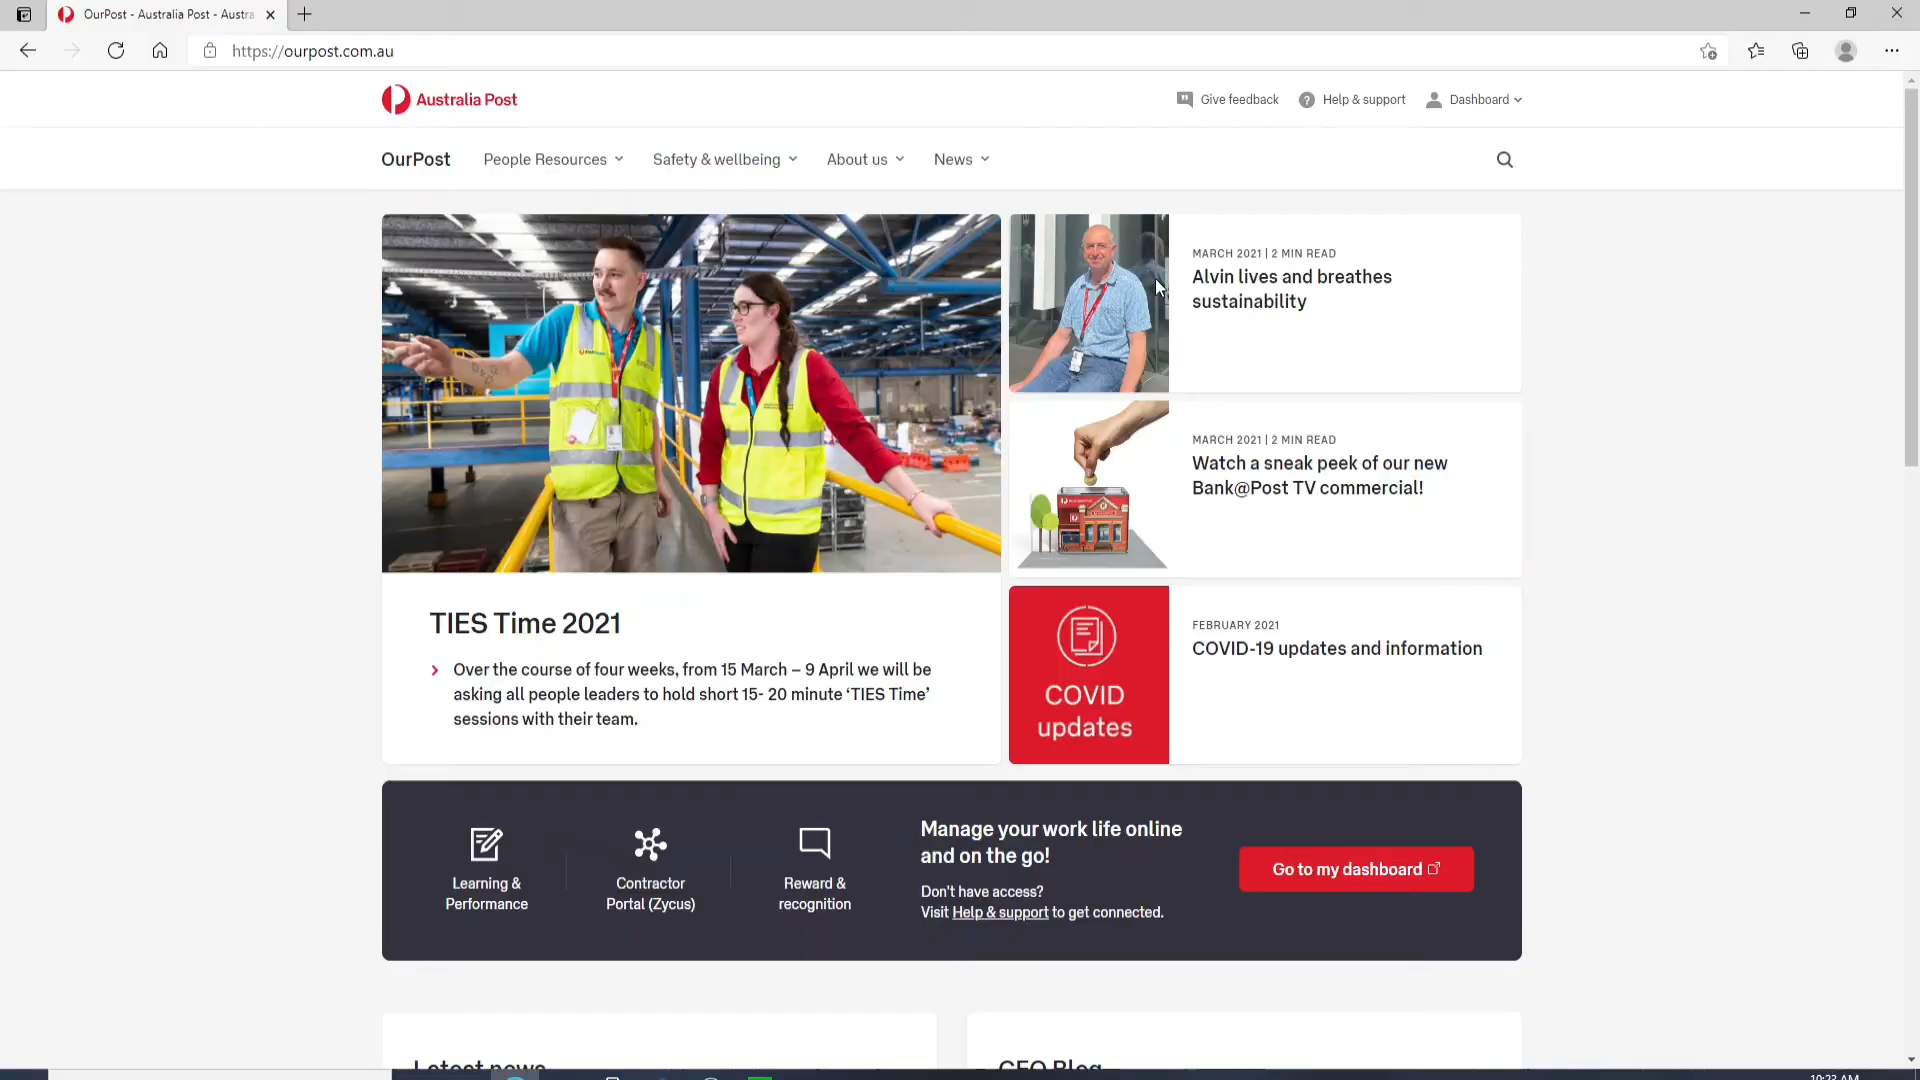 OurPost - Australia Post - Austra
https://ourpost.com.au
Australia Post
Give feedback
Help & support
Dashboard
OurPost
People Resources
Safety & wellbeing
About us
News
MARCH 2021 | 2 MIN READ
Alvin lives and breathes
sustainability
MARCH 2021 | 2 MIN READ
Watch a sneak peek of our new
Bank@Post TV commercial!
COVID
updates
FEBRUARY 2021
COVID-19 updates and information
TIES Time 2021
Over the course of four weeks, from 15 March – 9 April we will be
asking all people leaders to hold short 15- 20 minute ‘TIES Time’
sessions with their team.
Learning &
Performance
Contractor
Portal (Zycus)
Reward &
recognition
Manage your work life online
and on the go!
Don't have access?
Visit Help & support to get connected.
Go to my dashboard
Latest news
CEO Blog